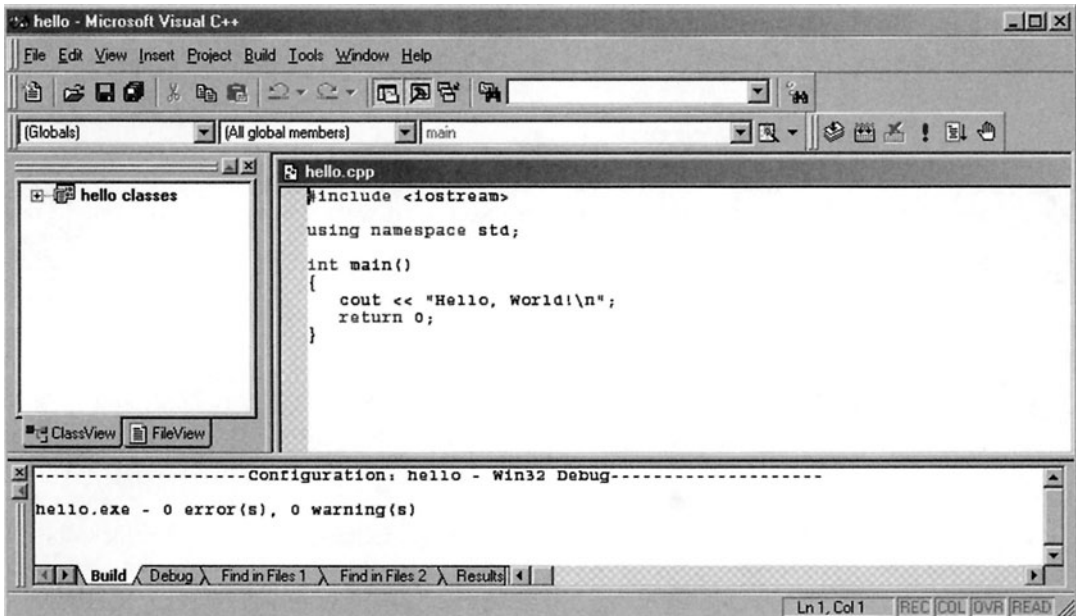 hello - Microsoft Visual C++
File Edit View Insert Project Build Tools Window Help
(Globals) (All global members) main
hello classes
ClassView FileView
hello.cpp
#include <iostream>
using namespace std;
int main()
{
cout << "Hello, World!\n";
return 0;
}
--------------------Configuration: hello - Win32 Debug--------------------
hello.exe - 0 error(s), 0 warning(s)
Build Debug Find in Files 1 Find in Files 2 Results
Ln 1, Col 1 REC COL OVR READ